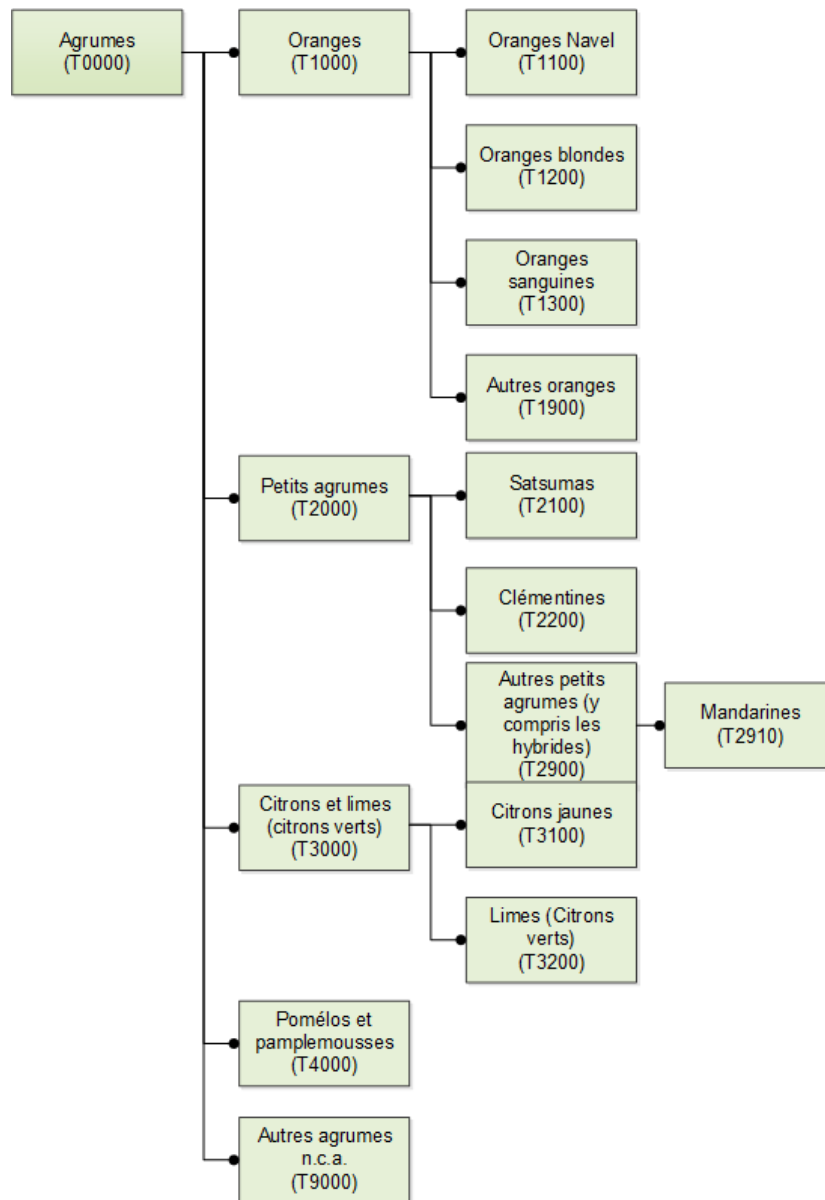 Agrumes
(T0000)
Oranges
(T1000)
Oranges Navel
(T1100)
Oranges blondes
(T1200)
Oranges
sanguines
(T1300)
Autres oranges
(T1900)
Petits agrumes
(T2000)
Satsumas
(T2100)
Clémentines
(T2200)
Autres petits
agrumes (y
compris les
hybrides)
(T2900)
Mandarines
(T2910)
Citrons et limes
(citrons verts)
(T3000)
Citrons jaunes
(T3100)
Limes (Citrons
verts)
(T3200)
Pomélos et
pamplemousses
(T4000)
Autres agrumes
n.c.a.
(T9000)